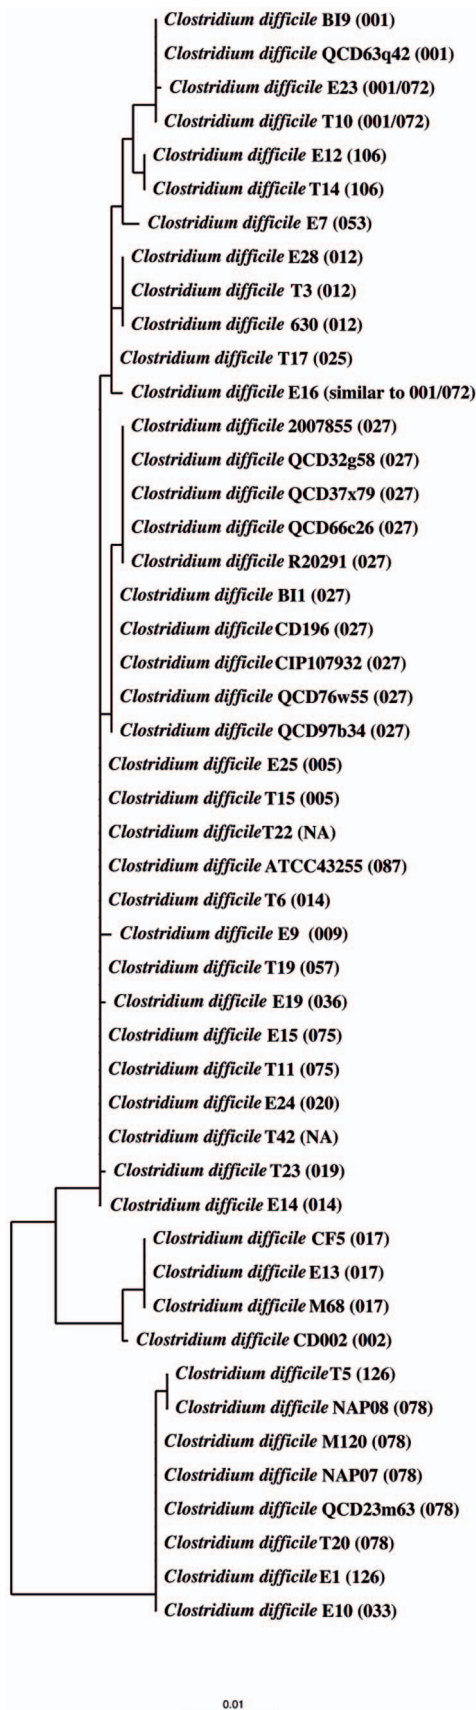 Clostridium difficile BI9 (001)
Clostridium difficile QCD63q42 (001)
Clostridium difficile E23 (001/072)
Clostridium difficile T10 (001/072)
Clostridium difficile E12 (106)
Clostridium difficile T14 (106)
Clostridium difficile E7 (053)
Clostridium difficile E28 (012)
Clostridium difficile T3 (012)
Clostridium difficile 630 (012)
Clostridium difficile T17 (025)
Clostridium difficile E16 (similar to 001/072)
Clostridium difficile 2007855 (027)
Clostridium difficile QCD32g58 (027)
Clostridium difficile QCD37x79 (027)
Clostridium difficile QCD66c26 (027)
Clostridium difficile R20291 (027)
Clostridium difficile BI1 (027)
Clostridium difficile CD196 (027)
Clostridium difficile CIP107932 (027)
Clostridium difficile QCD76w55 (027)
Clostridium difficile QCD97b34 (027)
Clostridium difficile E25 (005)
Clostridium difficile T15 (005)
Clostridium difficile T22 (NA)
Clostridium difficile ATCC43255 (087)
Clostridium difficile T6 (014)
Clostridium difficile E9 (009)
Clostridium difficile T19 (057)
Clostridium difficile E19 (036)
Clostridium difficile E15 (075)
Clostridium difficile T11 (075)
Clostridium difficile E24 (020)
Clostridium difficile T42 (NA)
Clostridium difficile T23 (019)
Clostridium difficile E14 (014)
Clostridium difficile CF5 (017)
Clostridium difficile E13 (017)
Clostridium difficile M68 (017)
Clostridium difficile CD002 (002)
Clostridium difficile T5 (126)
Clostridium difficile NAP08 (078)
Clostridium difficile M120 (078)
Clostridium difficile NAP07 (078)
Clostridium difficile QCD23m63 (078)
Clostridium difficile T20 (078)
Clostridium difficile E1 (126)
Clostridium difficile E10 (033)
0.01